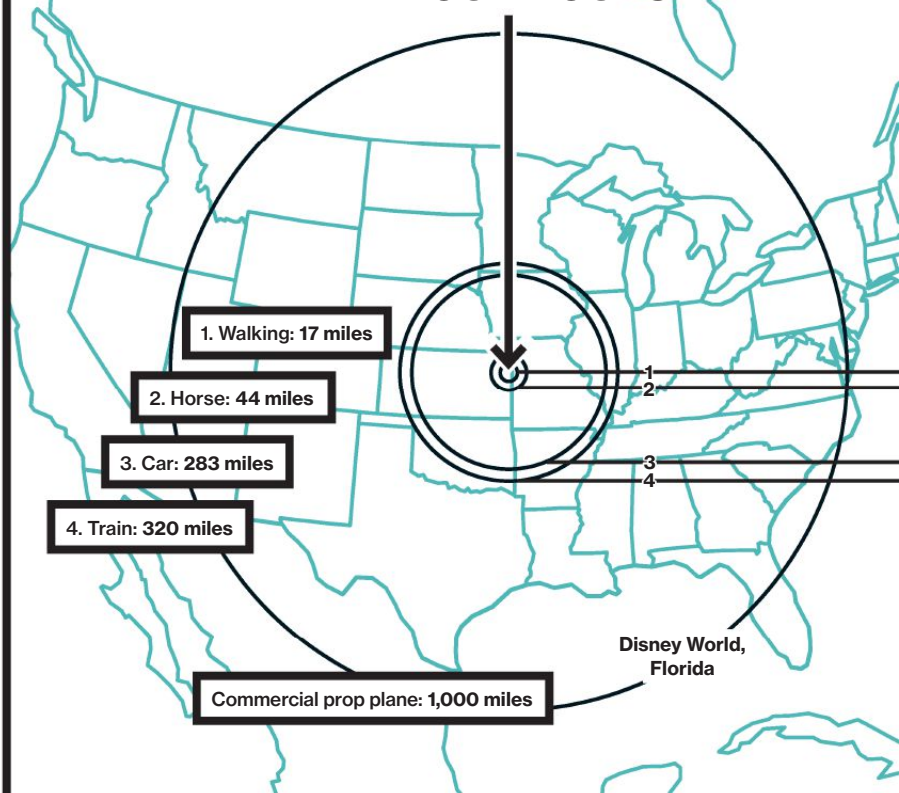 1. Walking: 17 miles
1
2. Horse: 44 miles
2
3. Car: 283 miles
3
4. Train: 320 miles
4
Disney World,
Florida
Commercial prop plane: 1,000 miles